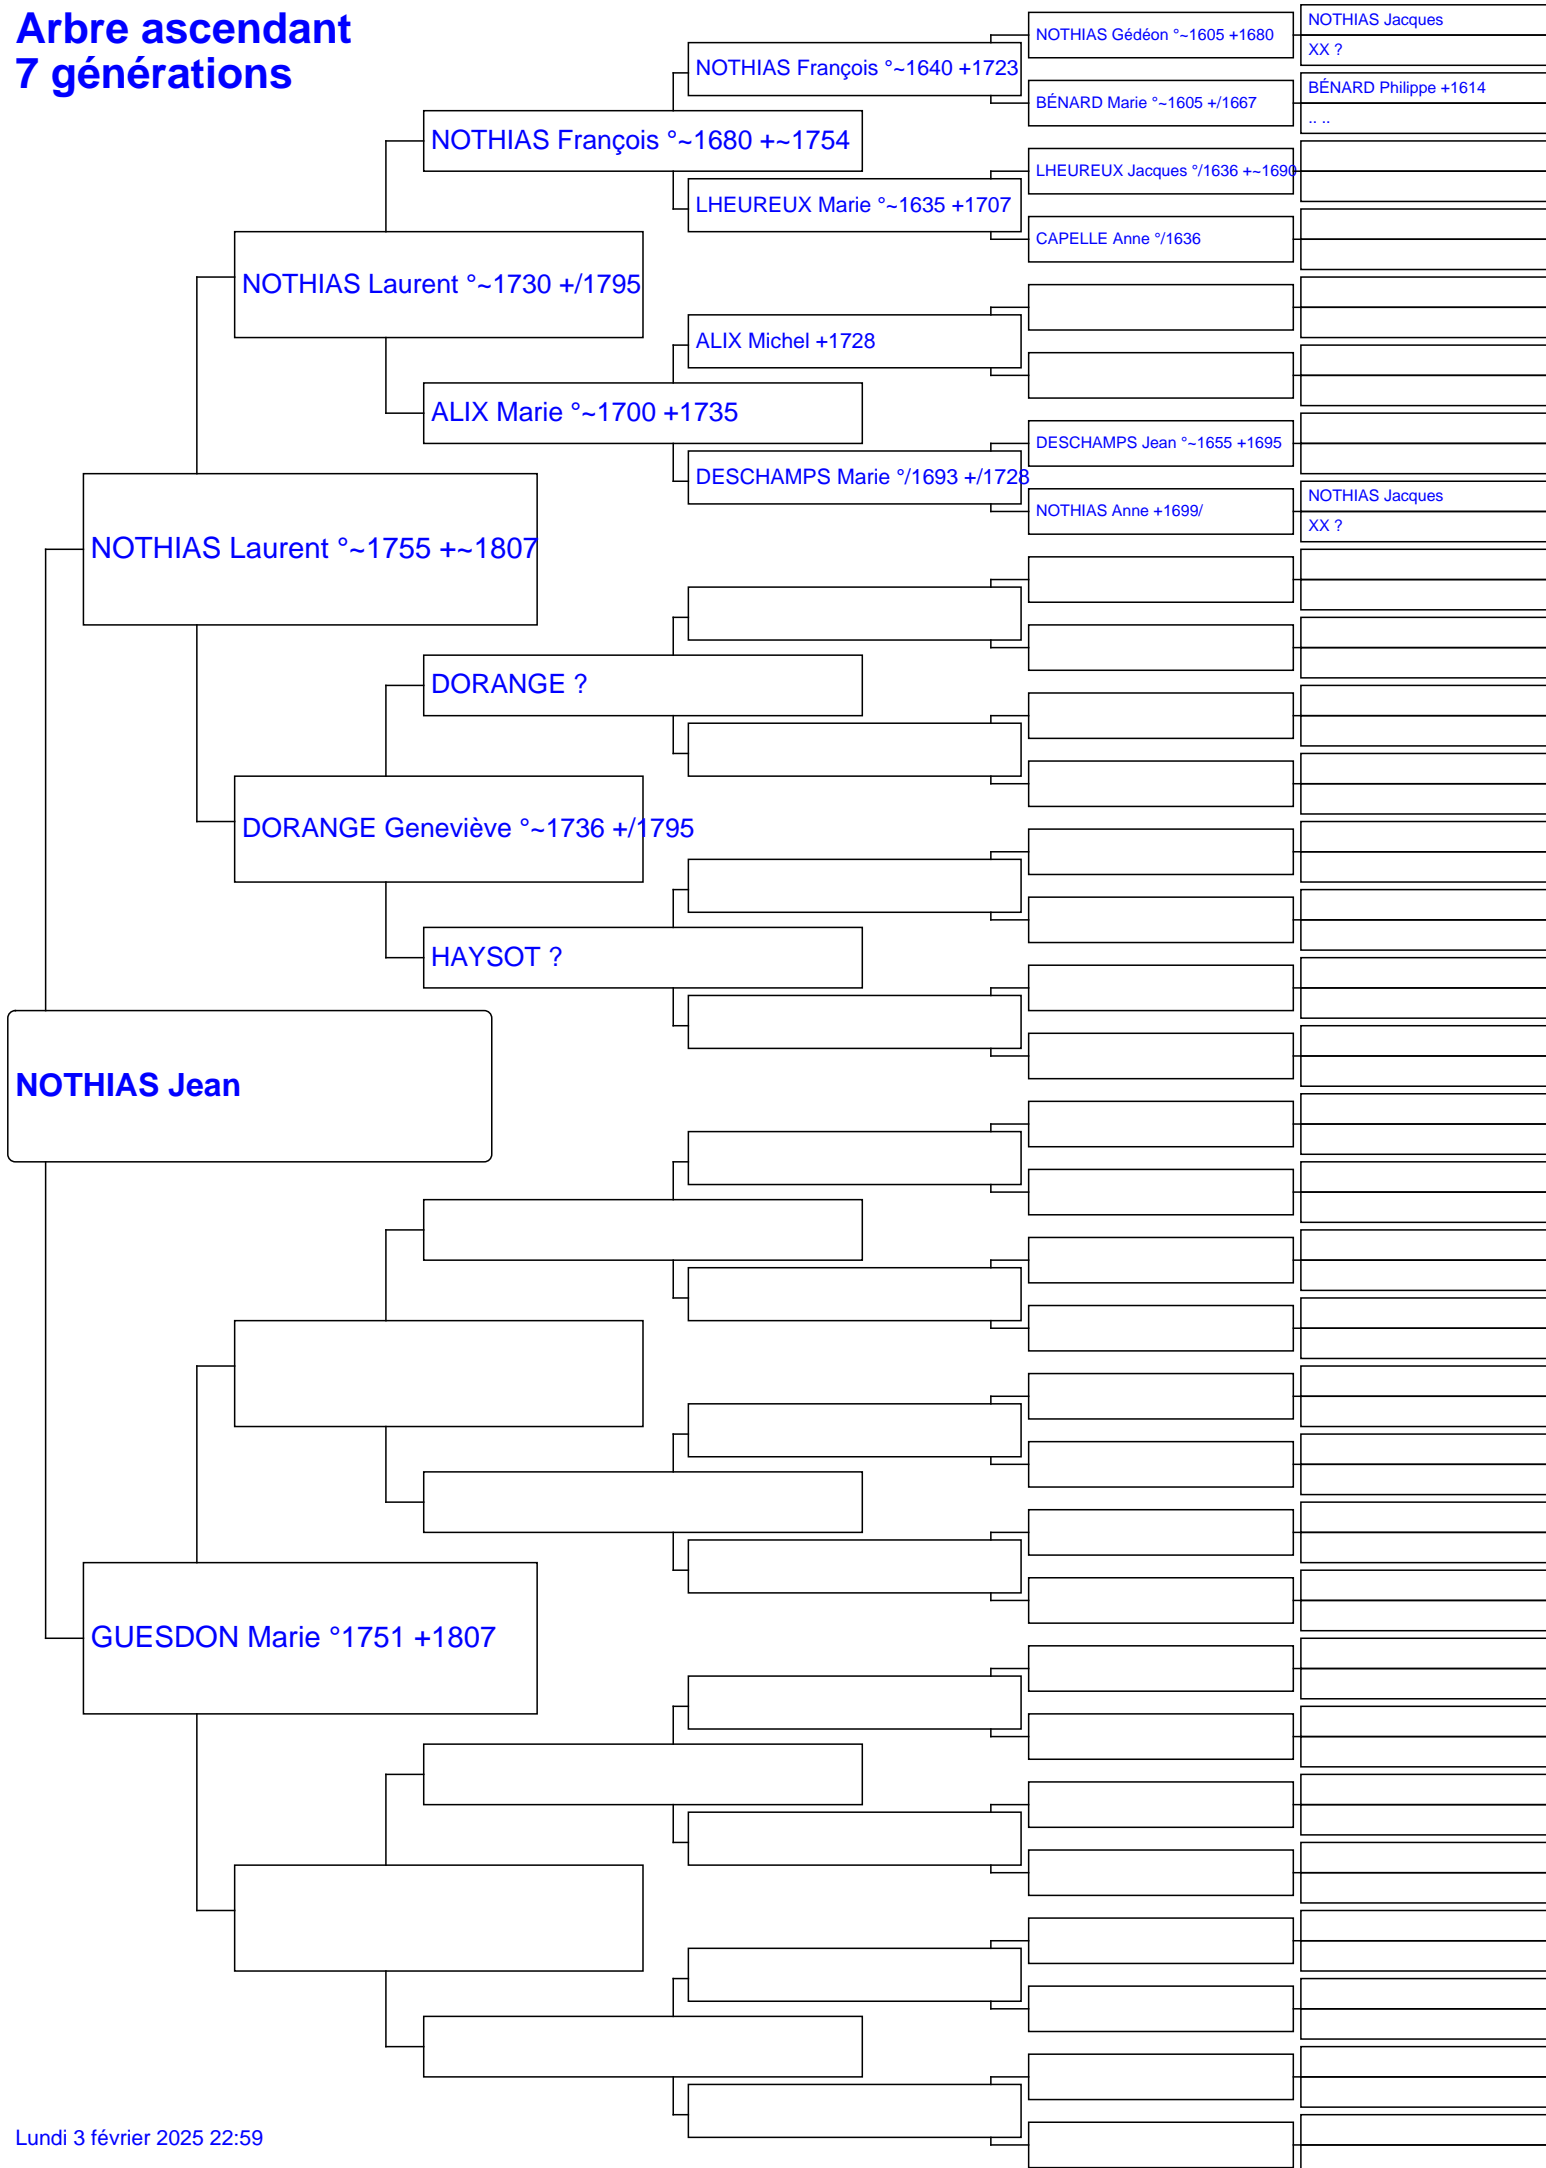 Arbre ascendant
7 générations
NOTHIAS Jacques
NOTHIAS Gédéon °~1605 +1680
XX ?
NOTHIAS François °~1640 +1723
BÉNARD Philippe +1614
BÉNARD Marie °~1605 +/1667
.. ..
NOTHIAS François °~1680 +~1754
LHEUREUX Jacques °/1636 +~1690
LHEUREUX Marie °~1635 +1707
CAPELLE Anne °/1636
NOTHIAS Laurent °~1730 +/1795
ALIX Michel +1728
ALIX Marie °~1700 +1735
DESCHAMPS Jean °~1655 +1695
DESCHAMPS Marie °/1693 +/1728
NOTHIAS Jacques
NOTHIAS Anne +1699/
XX ?
NOTHIAS Laurent °~1755 +~1807
DORANGE ?
DORANGE Geneviève °~1736 +/1795
HAYSOT ?
NOTHIAS Jean
GUESDON Marie °1751 +1807
Lundi 3 février 2025 22:59